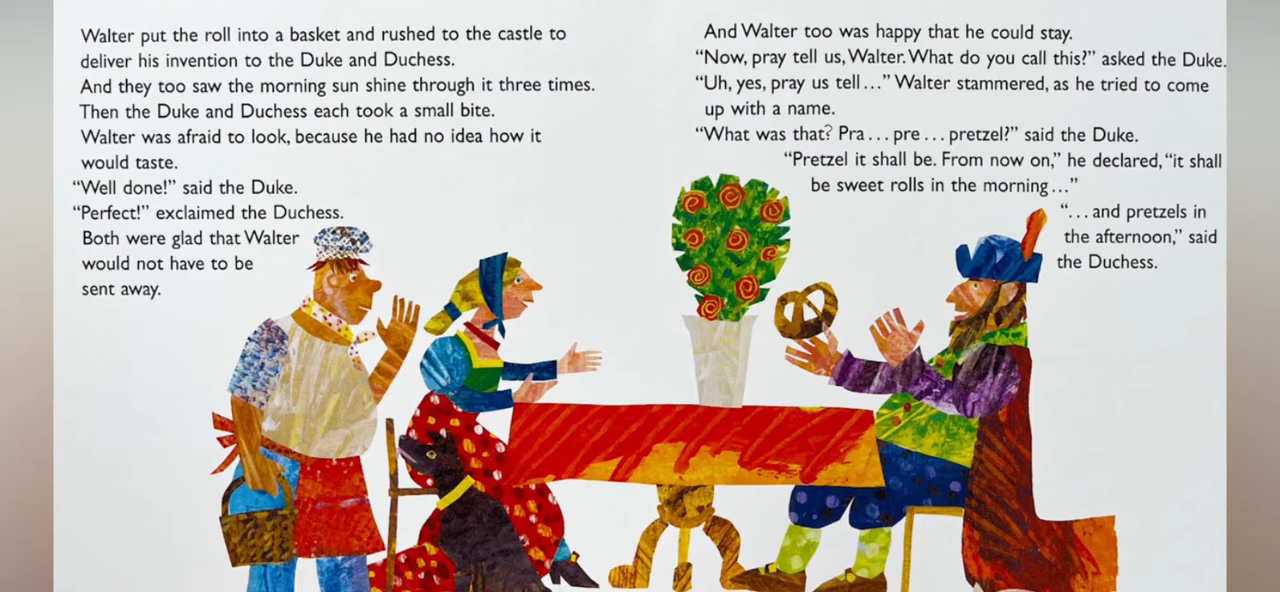 Walter put the roll into a basket and rushed to the castle to
deliver his invention to the Duke and Duchess.
And they too saw the morning sun shine through it three times.
Then the Duke and Duchess each took a small bite.
Walter was afraid to look, because he had no idea how it
would taste.
“Well done!” said the Duke.
“Perfect!” exclaimed the Duchess.
Both were glad that Walter
would not have to be
sent away.
And Walter too was happy that he could stay.
“Now, pray tell us, Walter. What do you call this?” asked the Duke.
“Uh, yes, pray us tell...” Walter stammered, as he tried to come
up with a name.
“What was that? Pra...pre...pretzel?” said the Duke.
“Pretzel it shall be. From now on,” he declared, “it shall
be sweet rolls in the morning...”
“...and pretzels in
the afternoon,” said
the Duchess.